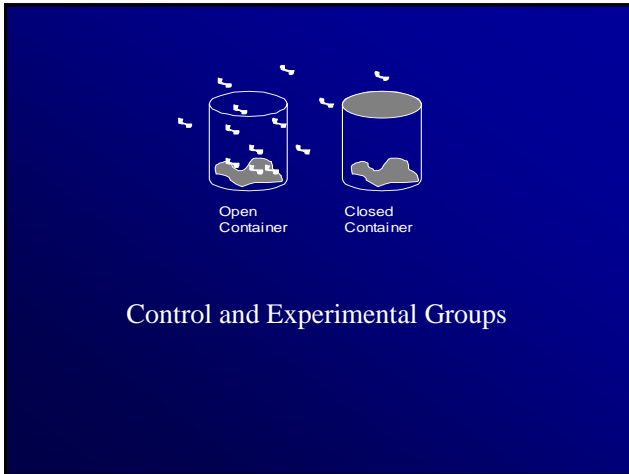 Open
Container
Closed
Container
Control and Experimental Groups